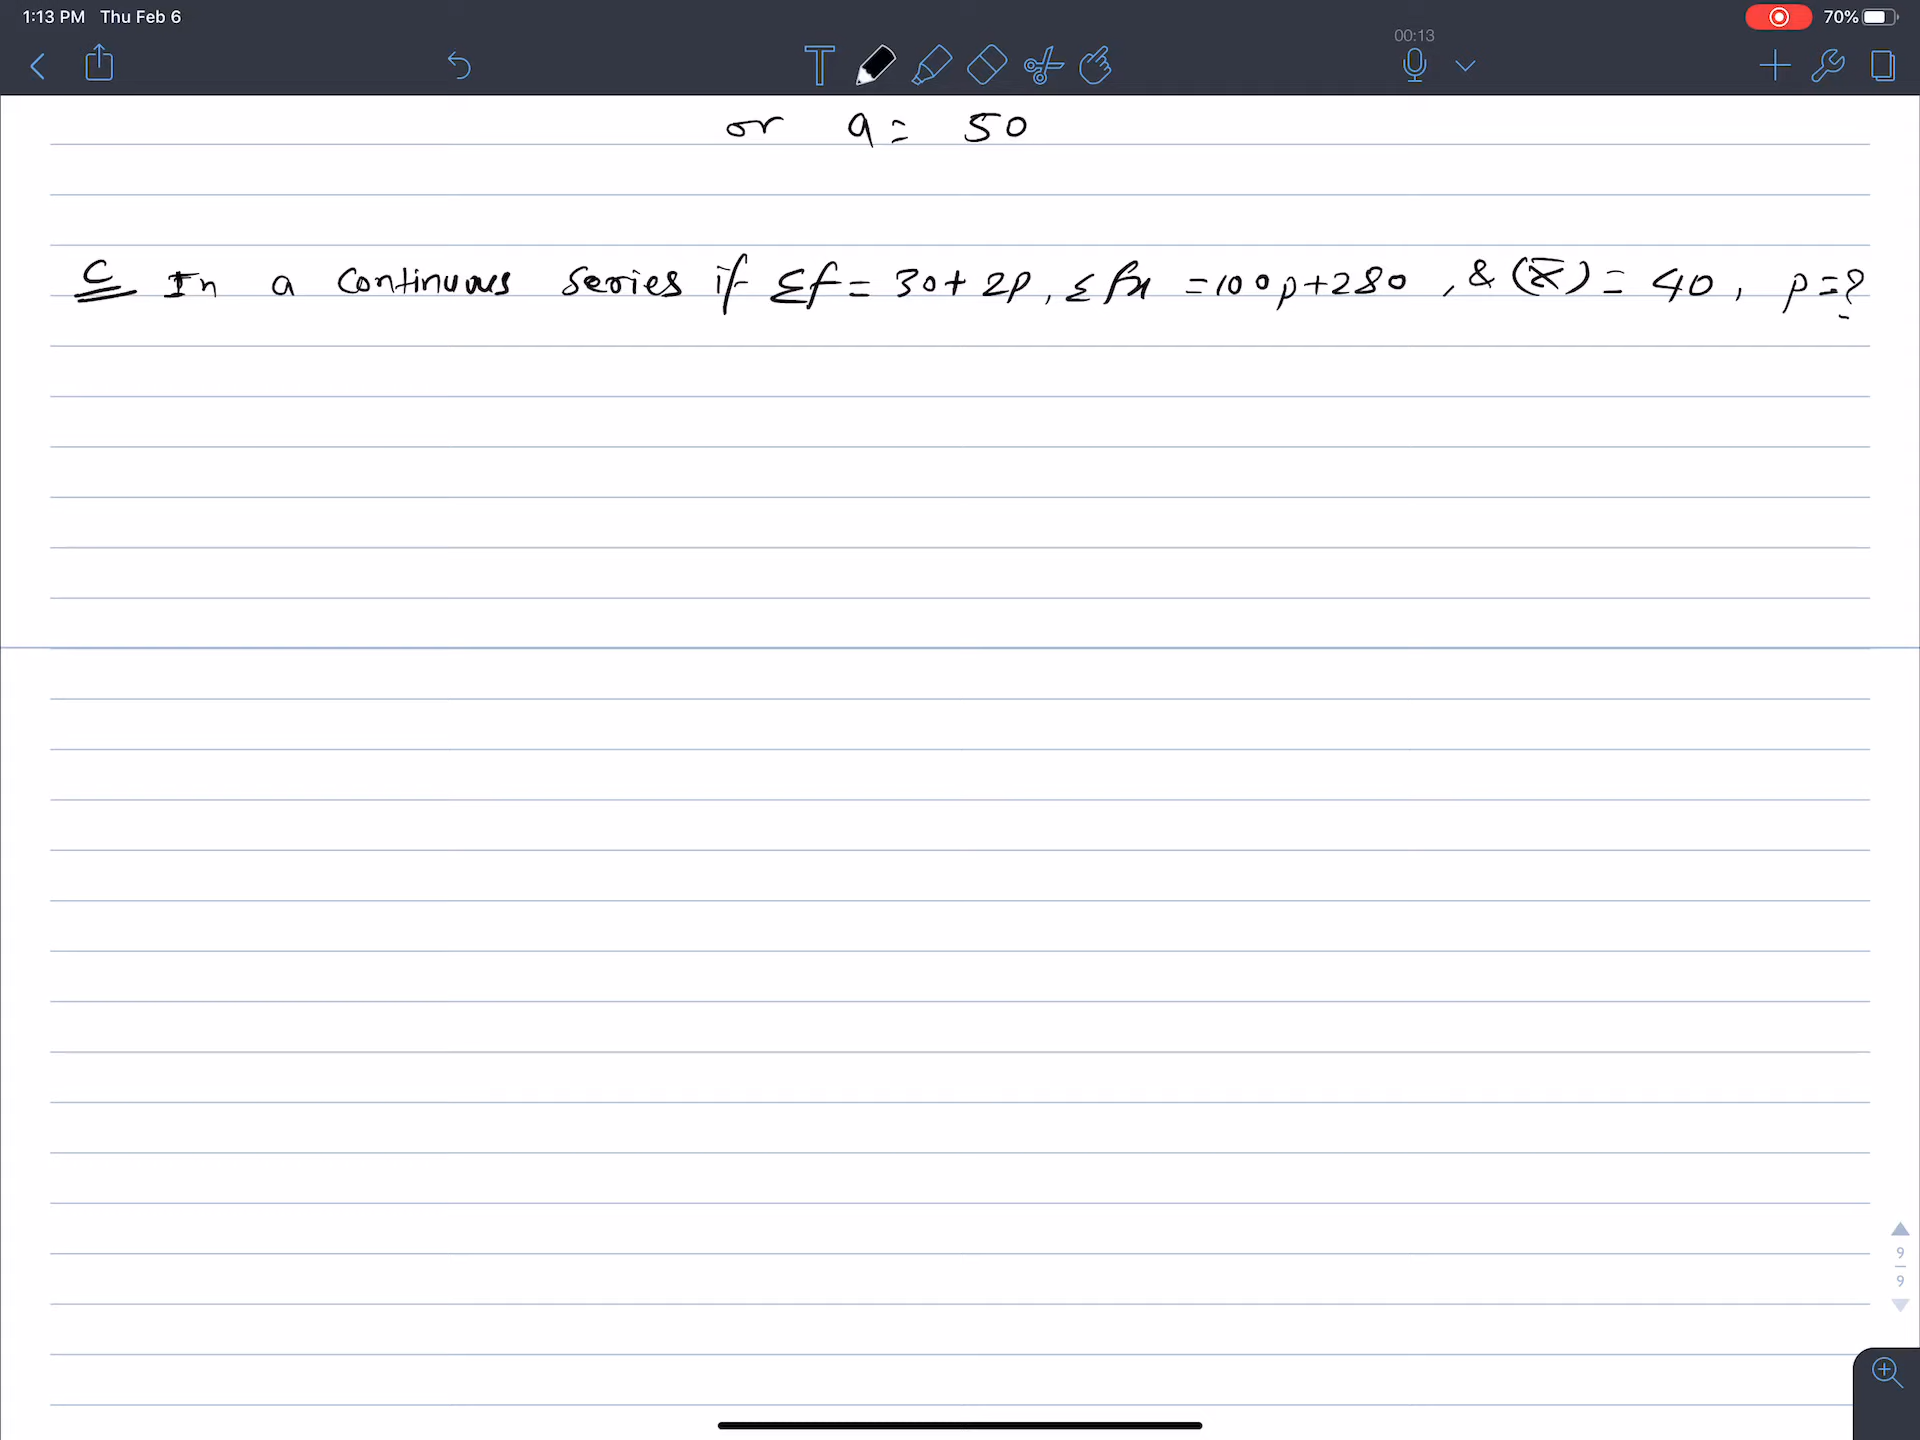 1:13 PM Thu Feb 6
70%
00:13
or a = 50
C In a continuous series if Σf = 30 + 2p, Σfx = 100p + 280, & (x̄) = 40, p = ?
9
9